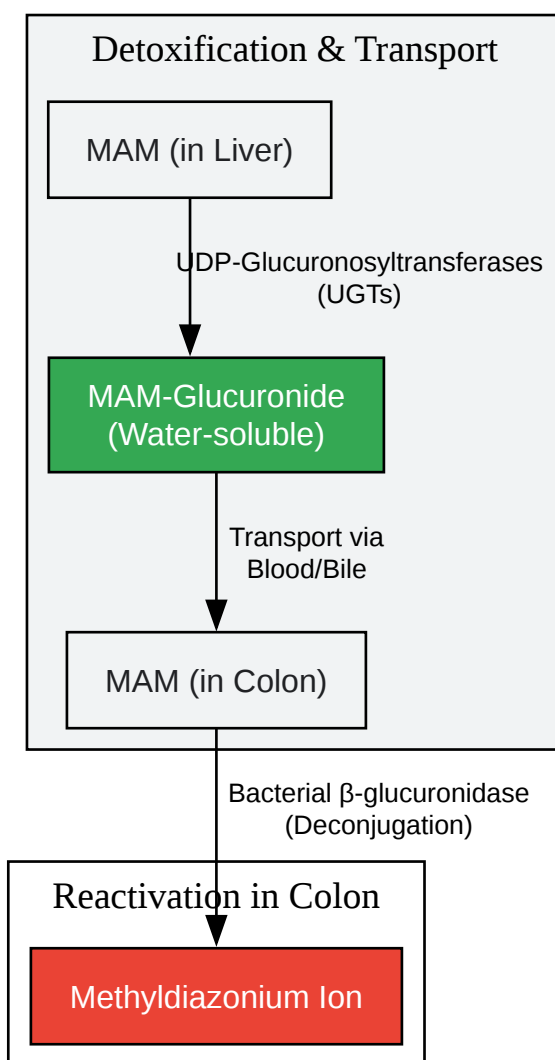 Detoxification & Transport
MAM (in Liver)
UDP-Glucuronosyltransferases
(UGTs)
MAM-Glucuronide
(Water-soluble)
Transport via
Blood/Bile
MAM (in Colon)
Bacterial β-glucuronidase
(Deconjugation)
Reactivation in Colon
Methyldiazonium Ion